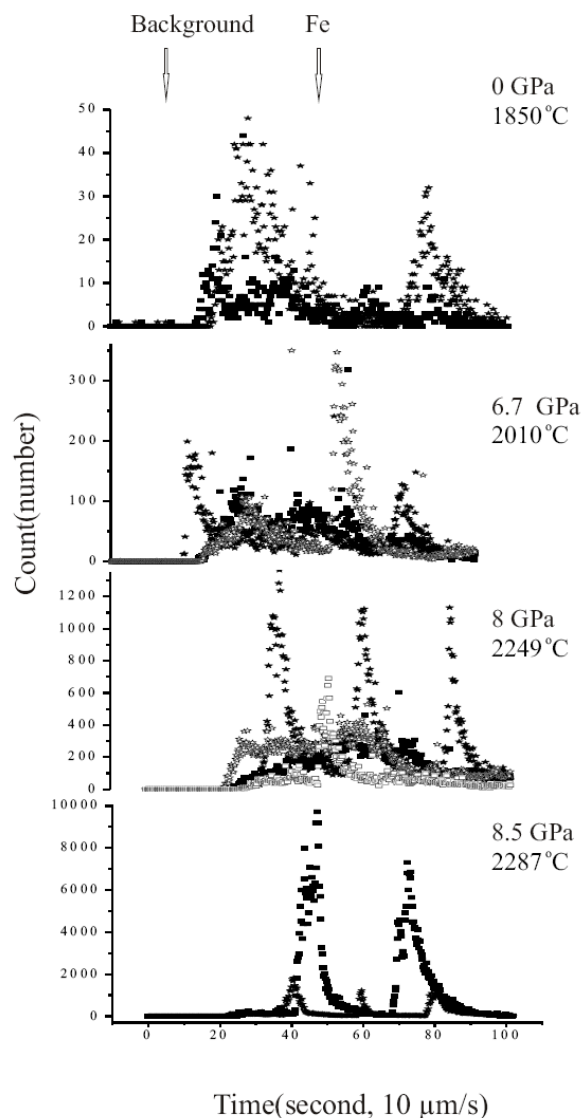 Background Fe
0 GPa
1850°C
50
40
30
20
10
0
6.7 GPa
2010°C
300
200
100
0
Count(number)
8 GPa
2249°C
1200
1000
800
600
400
200
0
8.5 GPa
2287°C
10000
8000
6000
4000
2000
0
0 20 40 60 80 100
Time(second, 10 μm/s)